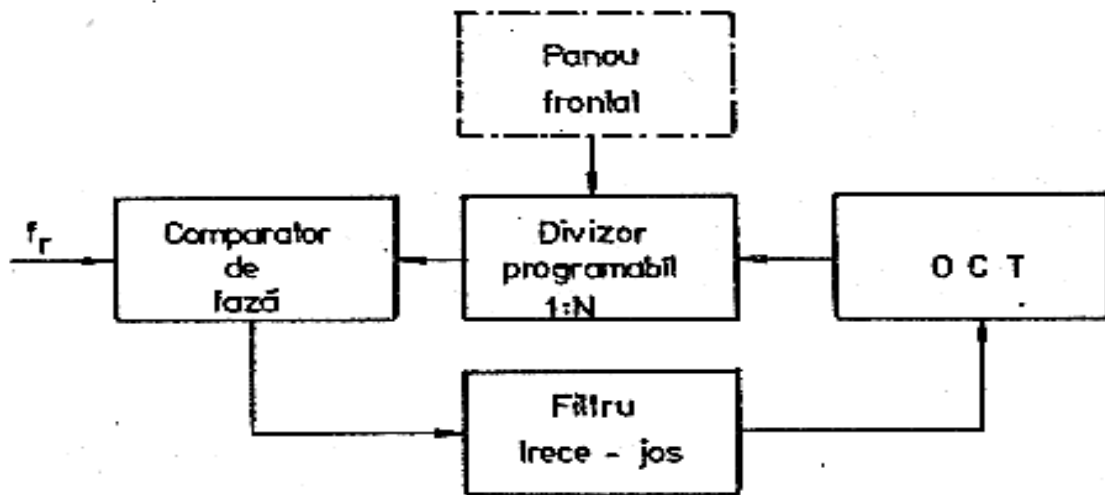 Panou
frontal
f_r
Comparator
de
fază
Divizor
programabil
1:N
O C T
Filtru
trece - jos